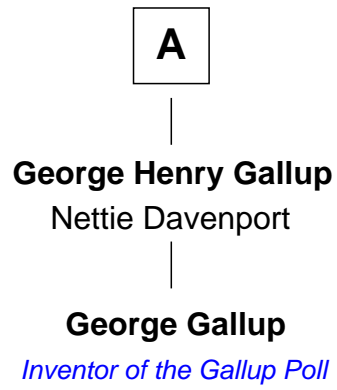 A
George Henry Gallup
Nettie Davenport
George Gallup
Inventor of the Gallup Poll